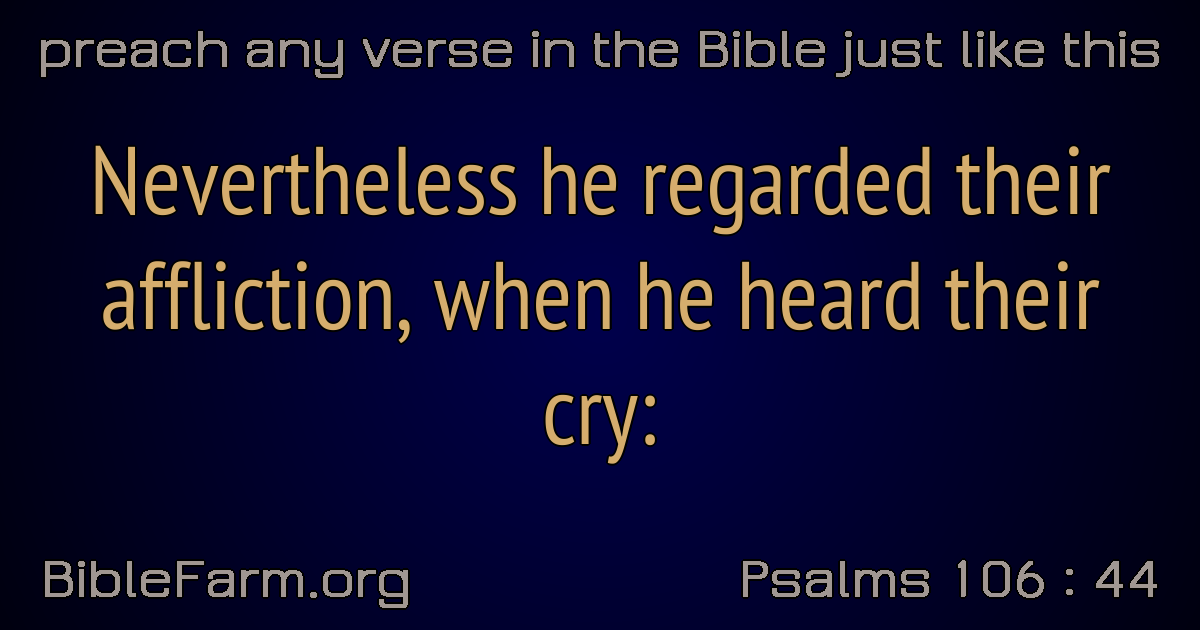 preach any verse in the Bible just like this
Nevertheless he regarded their
affliction, when he heard their
cry:
BibleFarm.org
Psalms 106 : 44